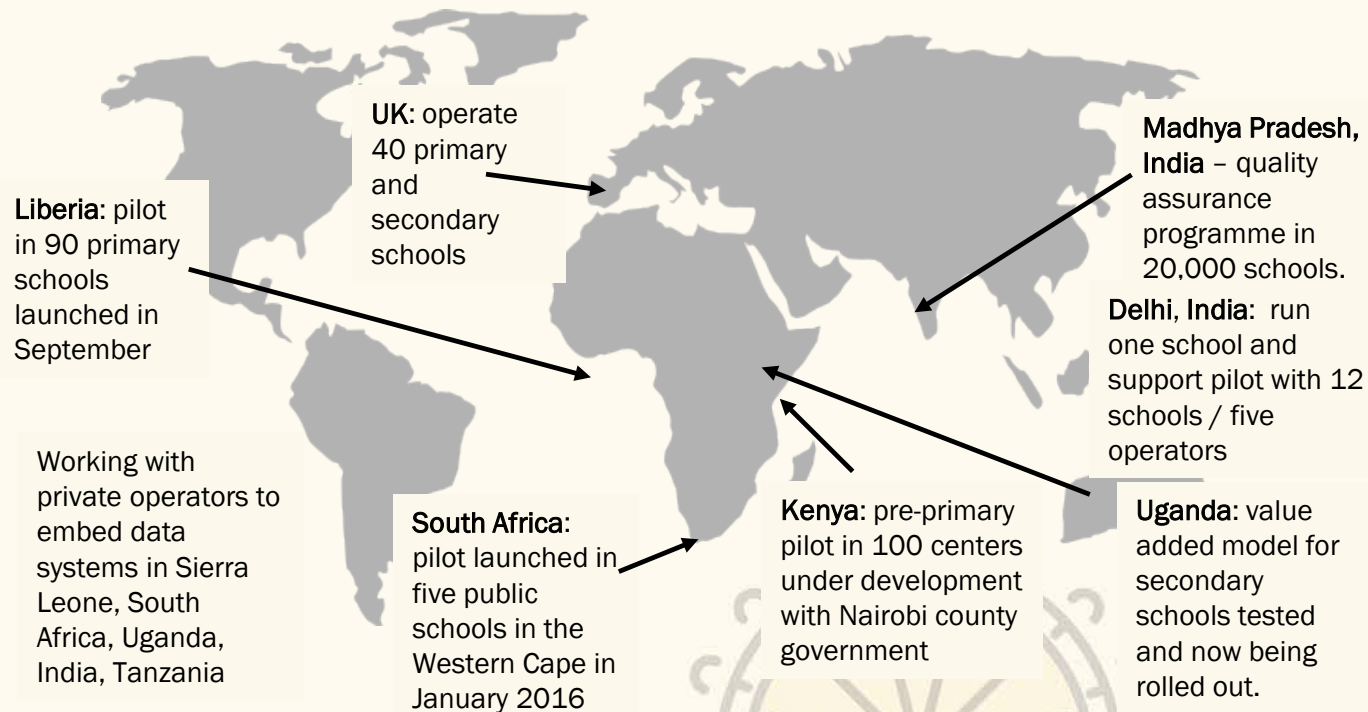 UK: operate
40 primary
and
secondary
schools
Madhya Pradesh,
India – quality
assurance
programme in
20,000 schools.
Liberia: pilot
in 90 primary
schools
launched in
September
Delhi, India:  run
one school and
support pilot with 12
schools / five
operators
Working with
private operators to
embed data
systems in Sierra
Leone, South
Africa, Uganda,
India, Tanzania
South Africa:
pilot launched in
five public
schools in the
Western Cape in
January 2016
Kenya: pre-primary
pilot in 100 centers
under development
with Nairobi county
government
Uganda: value
added model for
secondary
schools tested
and now being
rolled out.